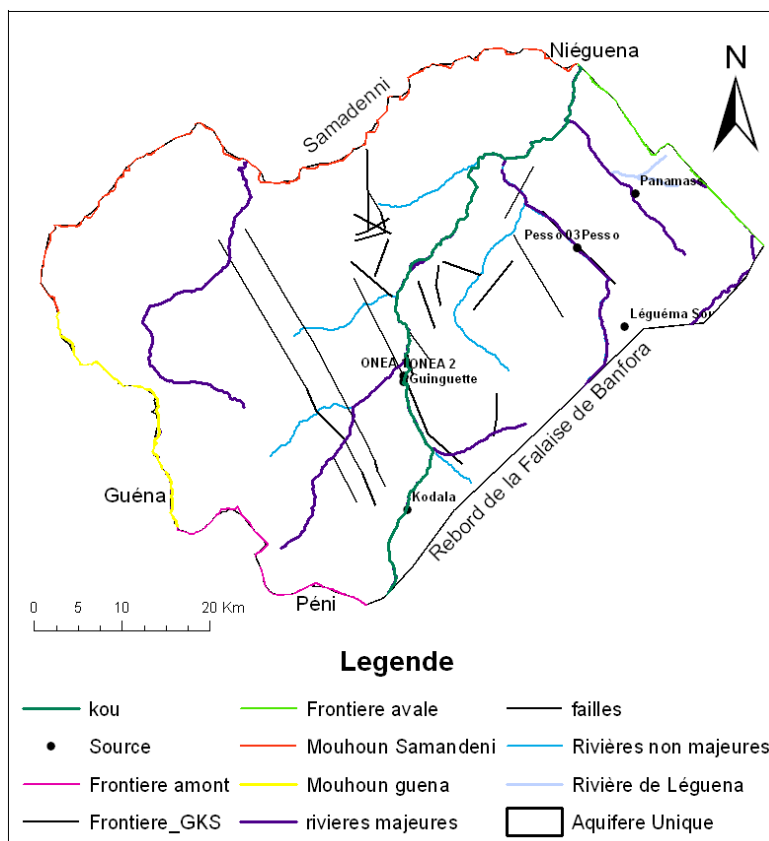 Niéguena
N
Samadenni
Panamaso
Pesso 03Pesso
Léguéma Sou
ONEA 1ONEA 2
Guinguette
Rebord de la Falaise de Banfora
Guéna
Kodala
Péni
0 5 10 20 Km
Legende
kou
Frontiere avale
failles
Source
Mouhoun Samandeni
Rivières non majeures
Frontiere amont
Mouhoun guena
Rivière de Léguena
Frontiere_GKS
rivieres majeures
Aquifere Unique